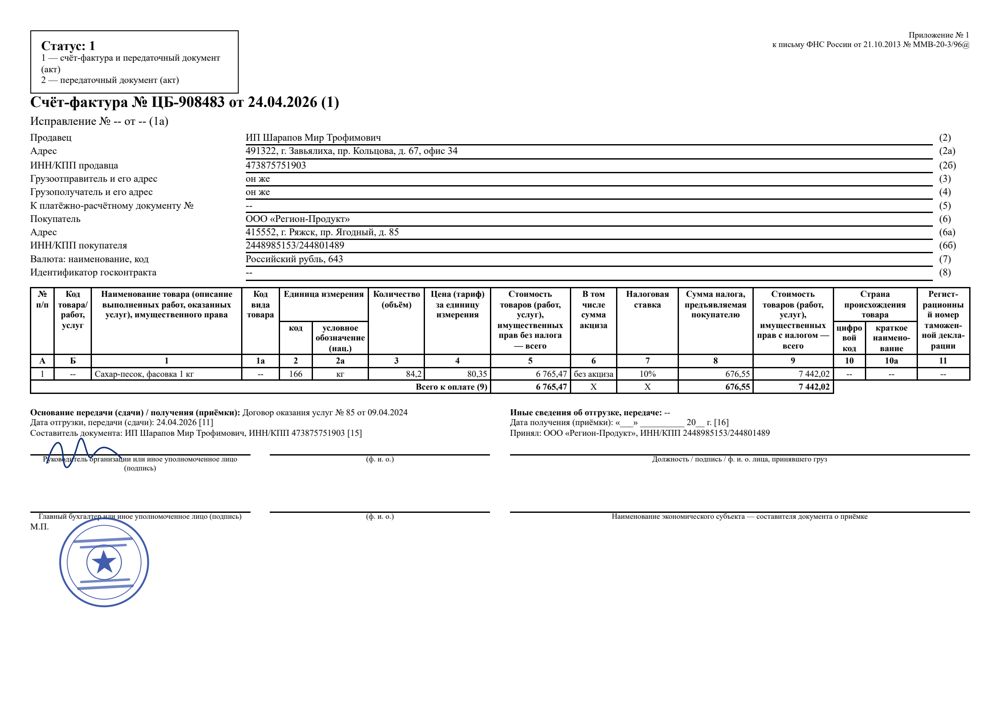 Приложение № 1
к письму ФНС России от 21.10.2013 № ММВ-20-3/96@
Статус: 1
1 — счёт-фактура и передаточный документ
(акт)
2 — передаточный документ (акт)
Счёт-фактура № ЦБ-908483 от 24.04.2026 (1)
Исправление № -- от -- (1а)
Продавец ИП Шарапов Мир Трофимович (2)
Адрес 491322, г. Завьялиха, пр. Кольцова, д. 67, офис 34 (2а)
ИНН/КПП продавца 473875751903 (2б)
Грузоотправитель и его адрес он же (3)
Грузополучатель и его адрес он же (4)
К платёжно-расчётному документу № -- (5)
Покупатель ООО «Регион-Продукт» (6)
Адрес 415552, г. Ряжск, пр. Ягодный, д. 85 (6а)
ИНН/КПП покупателя 2448985153/244801489 (6б)
Валюта: наименование, код Российский рубль, 643 (7)
Идентификатор госконтракта -- (8)
№ п/п Код товара/ работ, услуг Наименование товара (описание выполненных работ, оказанных услуг), имущественного права Код вида товара Единица измерения Количество (объём) Цена (тариф) за единицу измерения Стоимость товаров (работ, услуг), имущественных прав без налога — всего В том числе сумма акциза Налоговая ставка Сумма налога, предъявляемая покупателю Стоимость товаров (работ, услуг), имущественных прав с налогом — всего Страна происхождения товара Регист-рационный номер таможен-ной декла-рации
код условное обозначение (нац.) цифровой код краткое наимено-вание
А Б 1 1а 2 2а 3 4 5 6 7 8 9 10 10а 11
1 -- Сахар-песок, фасовка 1 кг -- 166 кг 84,2 80,35 6 765,47 без акциза 10% 676,55 7 442,02 -- -- --
Всего к оплате (9) 6 765,47 Х Х 676,55 7 442,02
Основание передачи (сдачи) / получения (приёмки): Договор оказания услуг № 85 от 09.04.2024
Дата отгрузки, передачи (сдачи): 24.04.2026 [11]
Составитель документа: ИП Шарапов Мир Трофимович, ИНН/КПП 473875751903 [15]
Иные сведения об отгрузке, передаче: --
Дата получения (приёмки): «___» __________ 20__ г. [16]
Принял: ООО «Регион-Продукт», ИНН/КПП 2448985153/244801489
Руководитель организации или иное уполномоченное лицо
(подпись)
(ф. и. о.)
Должность / подпись / ф. и. о. лица, принявшего груз
Главный бухгалтер или иное уполномоченное лицо (подпись)
(ф. и. о.)
Наименование экономического субъекта — составителя документа о приёмке
М.П.